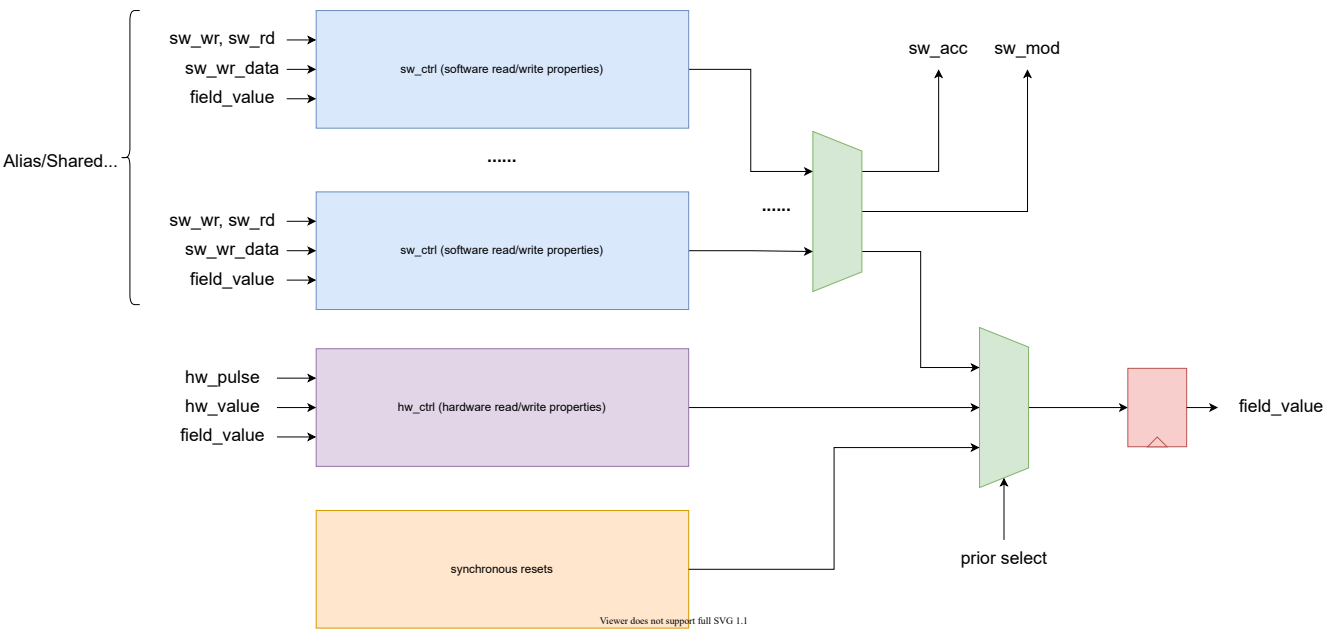 sw_wr, sw_rd
sw_wr_data
field_value
sw_ctrl (software read/write properties)
sw_acc
sw_mod
Alias/Shared...
......
......
sw_wr, sw_rd
sw_wr_data
field_value
sw_ctrl (software read/write properties)
hw_pulse
hw_value
field_value
hw_ctrl (hardware read/write properties)
field_value
prior select
synchronous resets
Viewer does not support full SVG 1.1